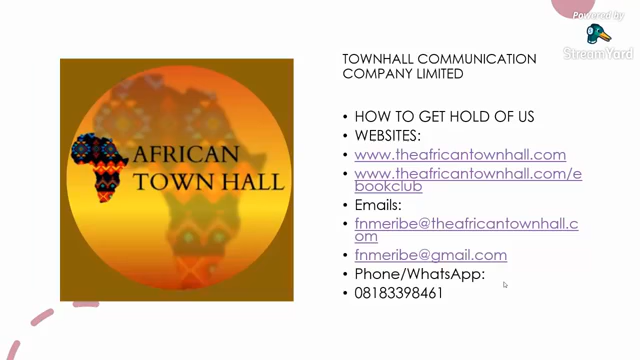 Powered by
StreamYard
TOWNHALL COMMUNICATION
COMPANY LIMITED
AFRICAN
TOWN HALL
• HOW TO GET HOLD OF US
• WEBSITES:
• www.theafricantownhall.com
• www.theafricantownhall.com/e
bookclub
• Emails:
• fnmeribe@theafricantownhall.c
om
• fnmeribe@gmail.com
• Phone/WhatsApp:
• 08183398461